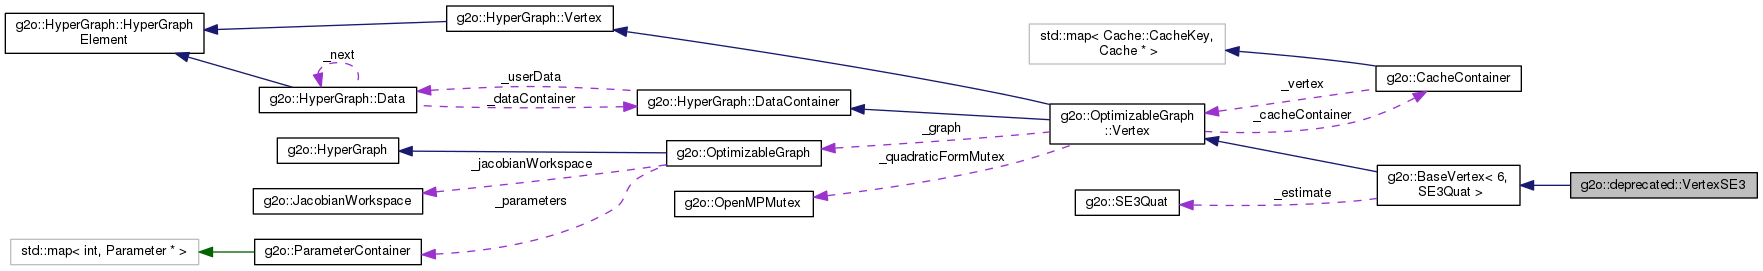 g2o::HyperGraph::HyperGraph
Element
g2o::HyperGraph::Vertex
_next
g2o::HyperGraph::Data
_userData
_dataContainer
g2o::HyperGraph::DataContainer
std::map< Cache::CacheKey,
Cache * >
g2o::CacheContainer
_vertex
_cacheContainer
g2o::OptimizableGraph
::Vertex
_graph
_quadraticFormMutex
g2o::HyperGraph
g2o::OptimizableGraph
_jacobianWorkspace
g2o::JacobianWorkspace
_parameters
g2o::OpenMPMutex
g2o::SE3Quat
_estimate
g2o::BaseVertex< 6,
SE3Quat >
g2o::deprecated::VertexSE3
std::map< int, Parameter * >
g2o::ParameterContainer